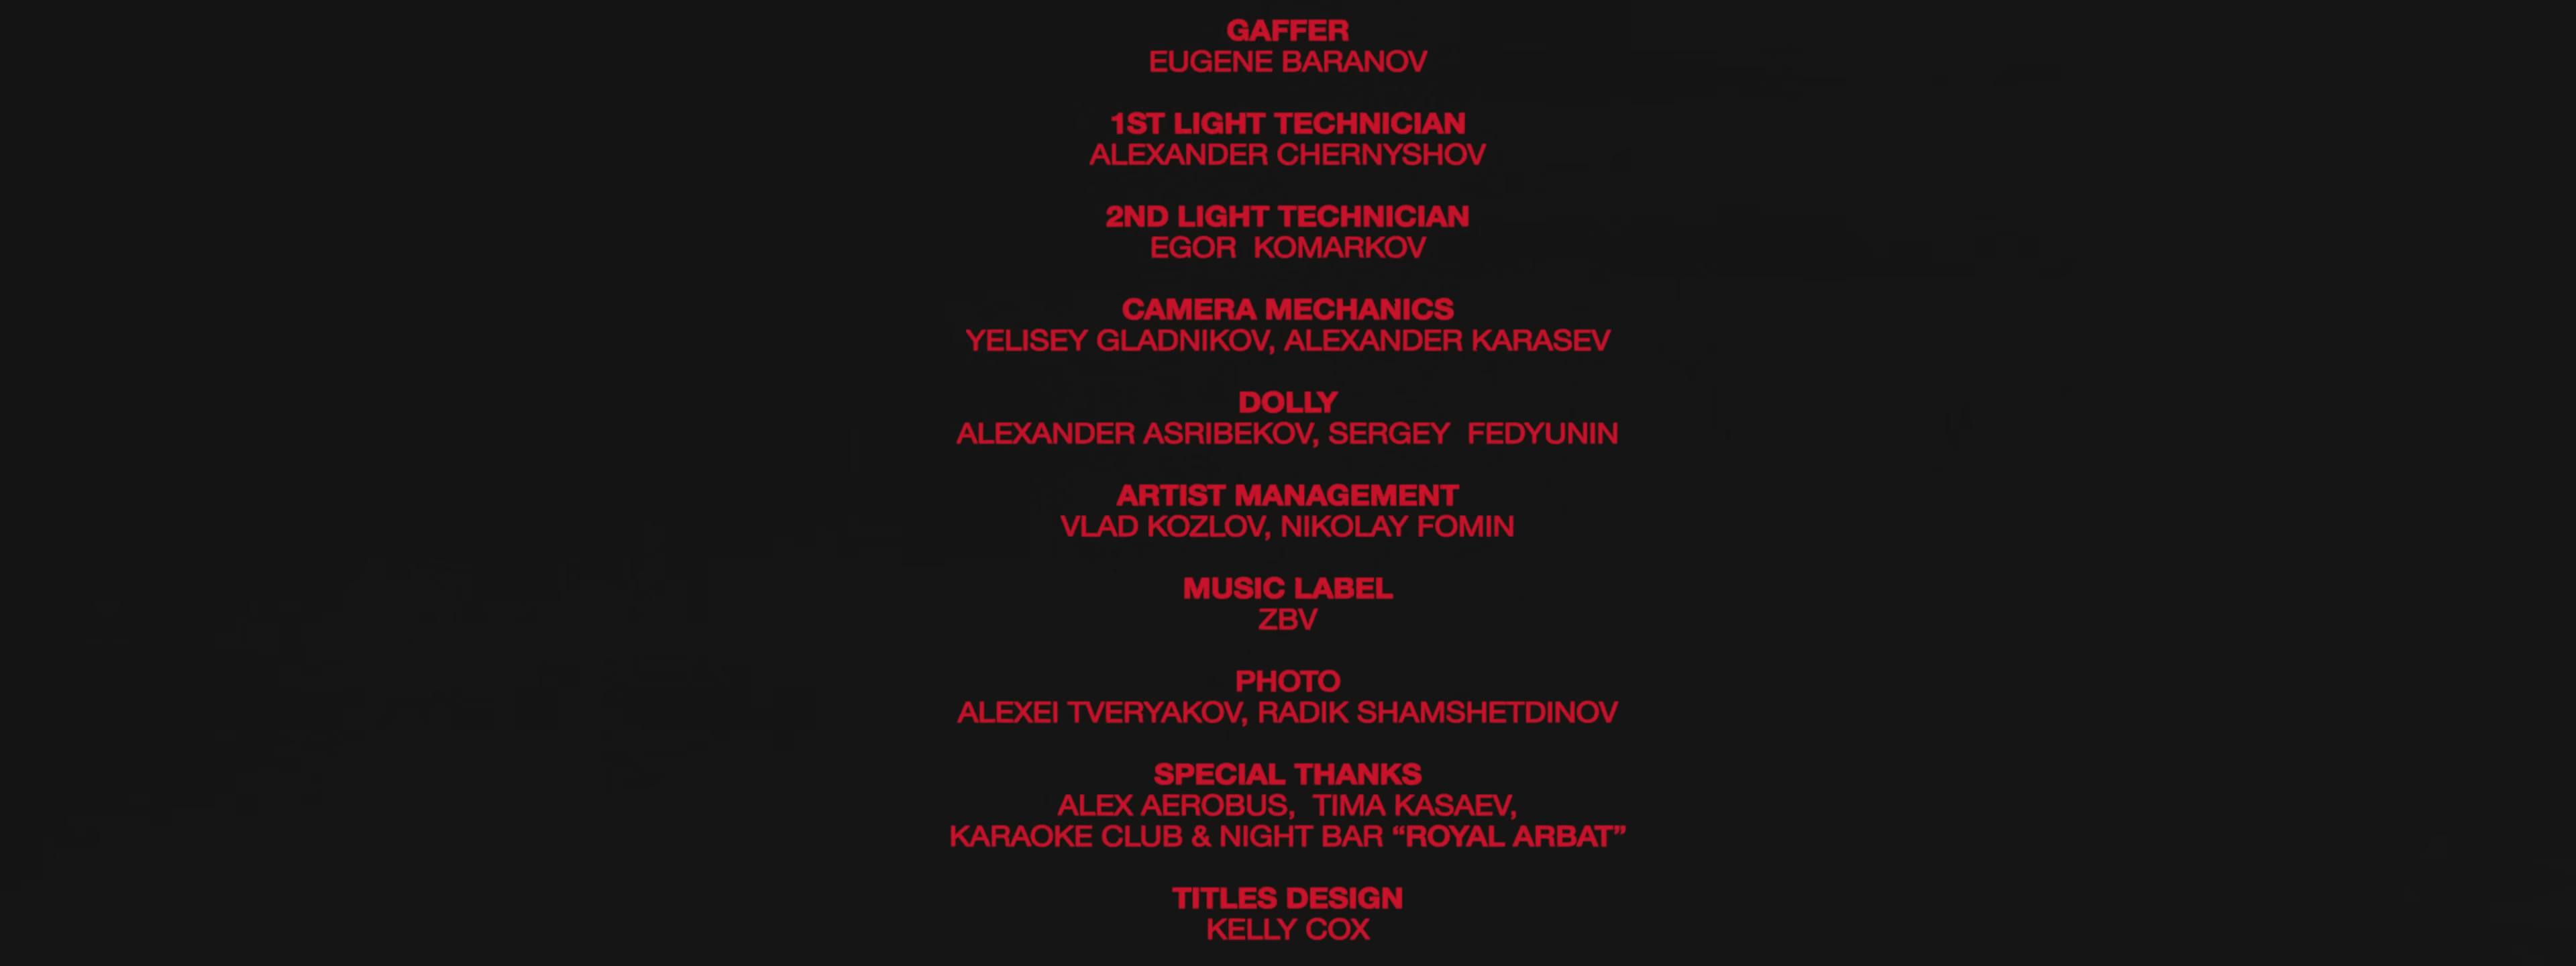 GAFFER
EUGENE BARANOV
1ST LIGHT TECHNICIAN
ALEXANDER CHERNYSHOV
2ND LIGHT TECHNICIAN
EGOR  KOMARKOV
CAMERA MECHANICS
YELISEY GLADNIKOV, ALEXANDER KARASEV
DOLLY
ALEXANDER ASRIBEKOV, SERGEY  FEDYUNIN
ARTIST MANAGEMENT
VLAD KOZLOV, NIKOLAY FOMIN
MUSIC LABEL
ZBV
PHOTO
ALEXEI TVERYAKOV, RADIK SHAMSHETDINOV
SPECIAL THANKS
ALEX AEROBUS,  TIMA KASAEV,
KARAOKE CLUB & NIGHT BAR “ROYAL ARBAT”
TITLES DESIGN
KELLY COX